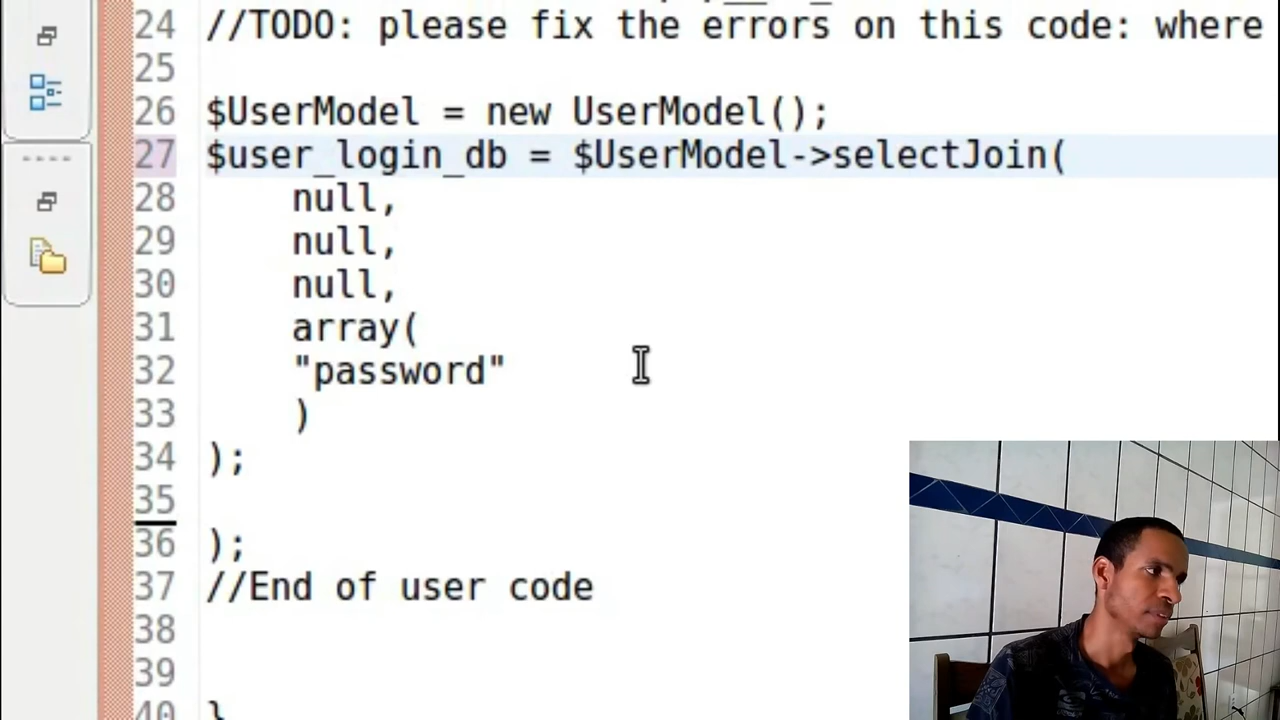 24 //TODO: please fix the errors on this code: where
25
26 $UserModel = new UserModel();
27 $user_login_db = $UserModel->selectJoin(
28 null,
29 null,
30 null,
31 array(
32 "password"
33 )
34 );
35
36 );
37 //End of user code
38
39
40 }